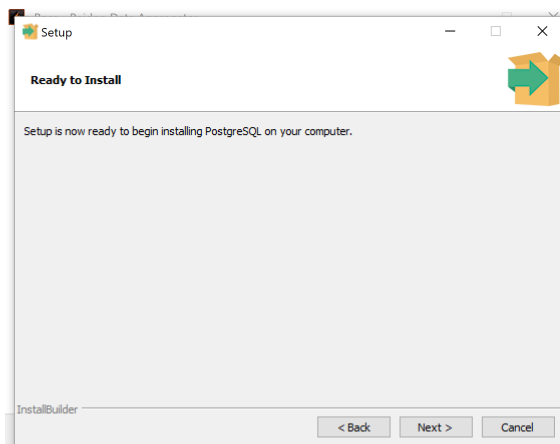 Setup
Ready to Install
Setup is now ready to begin installing PostgreSQL on your computer.
InstallBuilder
< Back
Next >
Cancel